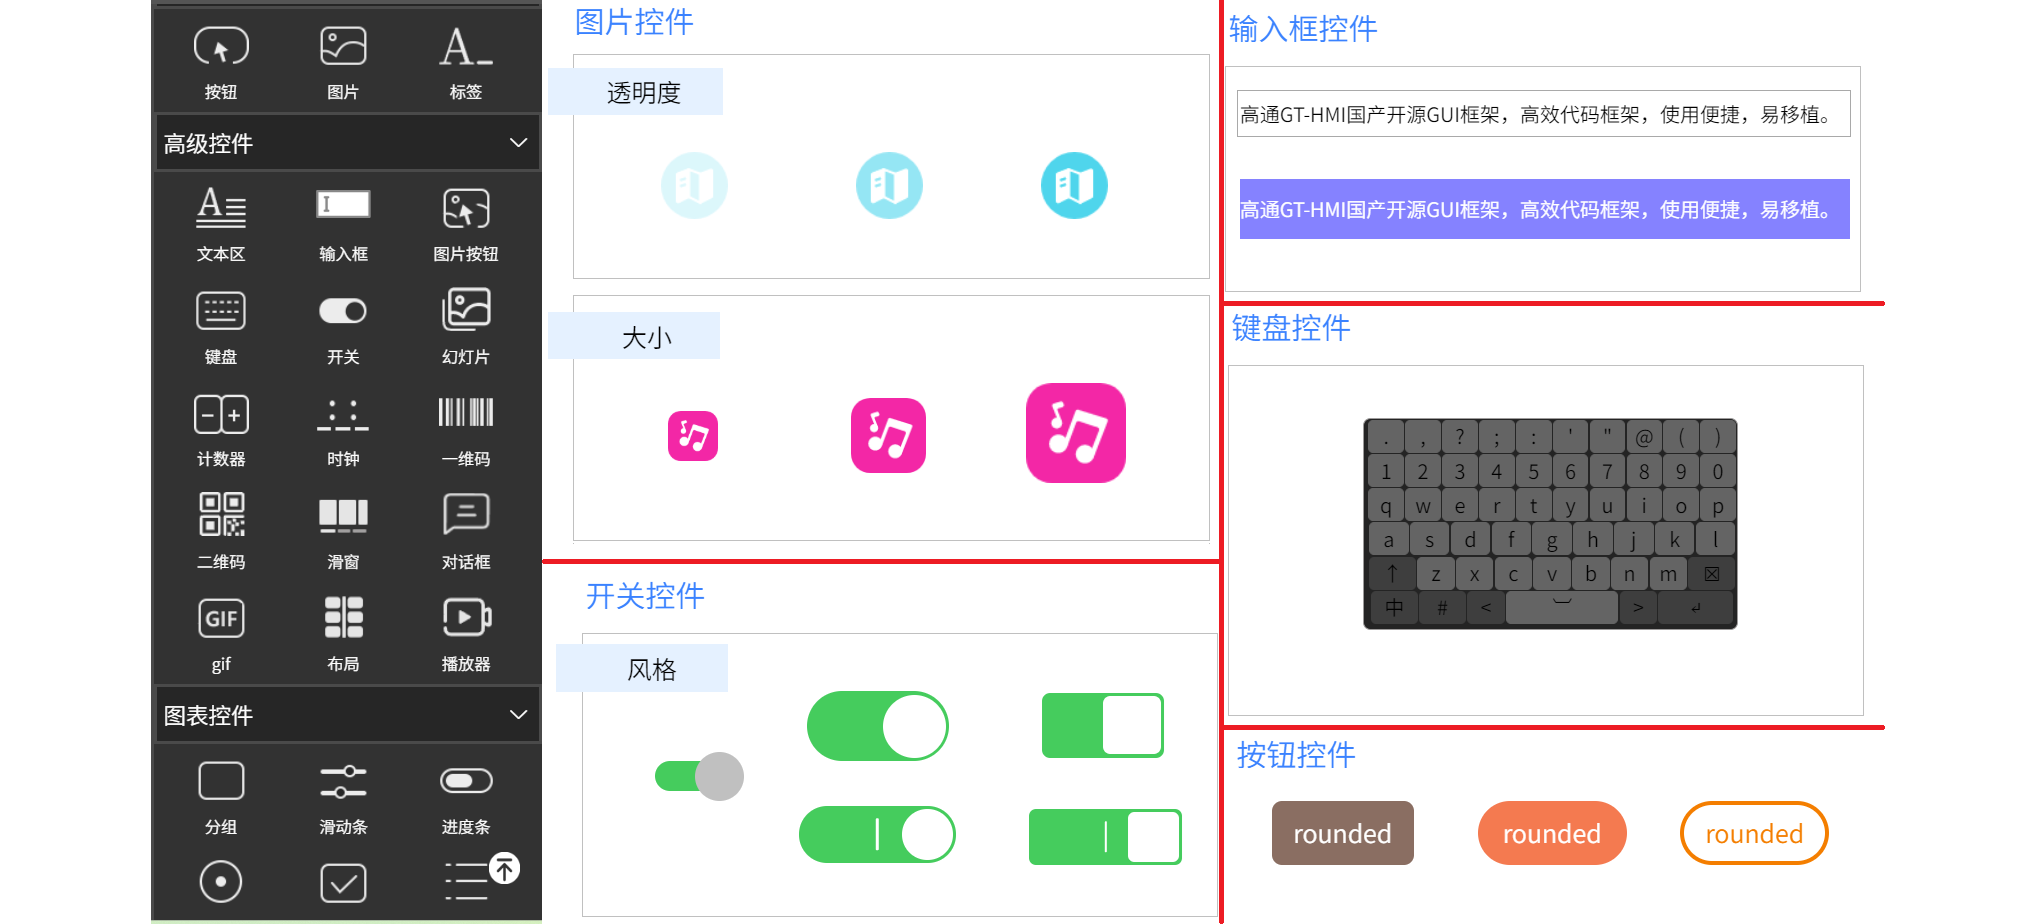 按钮 图片 标签
高级控件
文本区 输入框 图片按钮
键盘 开关 幻灯片
计数器 时钟 一维码
二维码 滑窗 对话框
GIF
gif 布局 播放器
图表控件
分组 滑动条 进度条
图片控件
透明度
大小
开关控件
风格
输入框控件
高通GT-HMI国产开源GUI框架，高效代码框架，使用便捷，易移植。
高通GT-HMI国产开源GUI框架，高效代码框架，使用便捷，易移植。
键盘控件
. , ? ; : ' " @ ( )
1 2 3 4 5 6 7 8 9 0
q w e r t y u i o p
a s d f g h j k l
↑ z x c v b n m ☒
中 # < > ↲
按钮控件
rounded rounded rounded